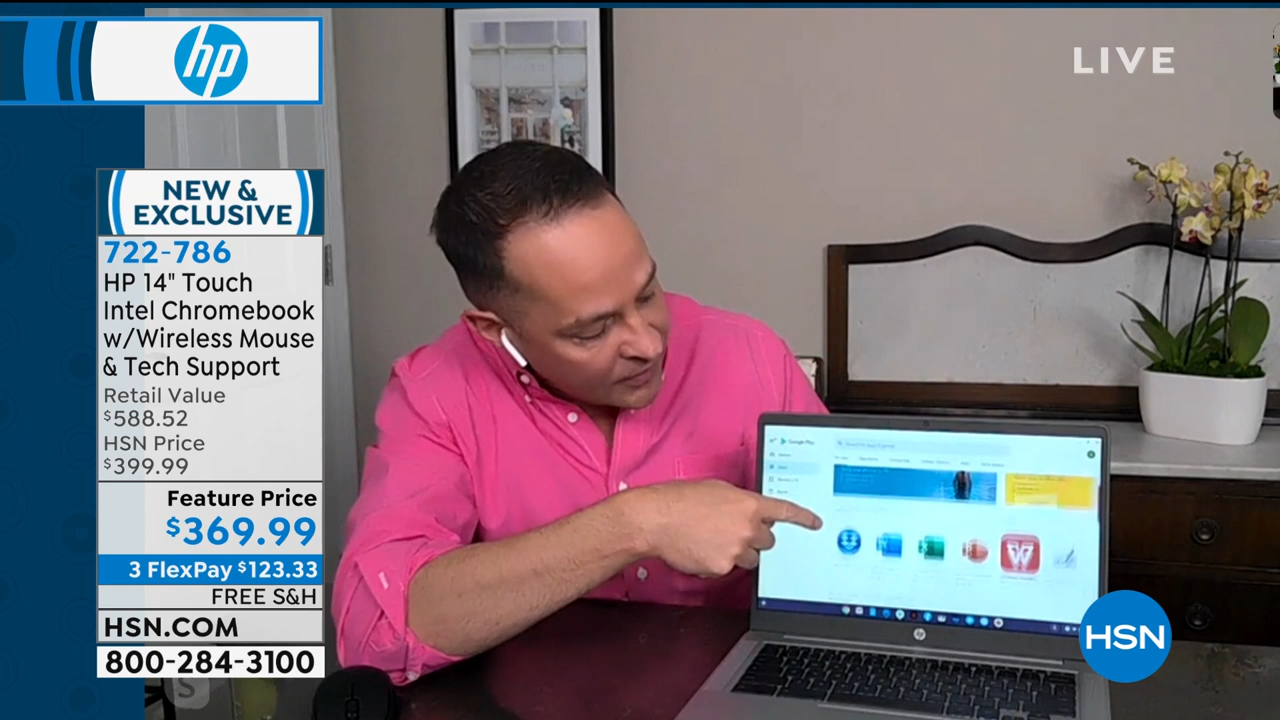 hp
LIVE
NEW &
EXCLUSIVE
722-786
HP 14" Touch
Intel Chromebook
w/Wireless Mouse
& Tech Support
Retail Value
$588.52
HSN Price
$399.99
Feature Price
$369.99
3 FlexPay $123.33
FREE S&H
HSN.COM
800-284-3100
Google Play
W
hp
HSN
S